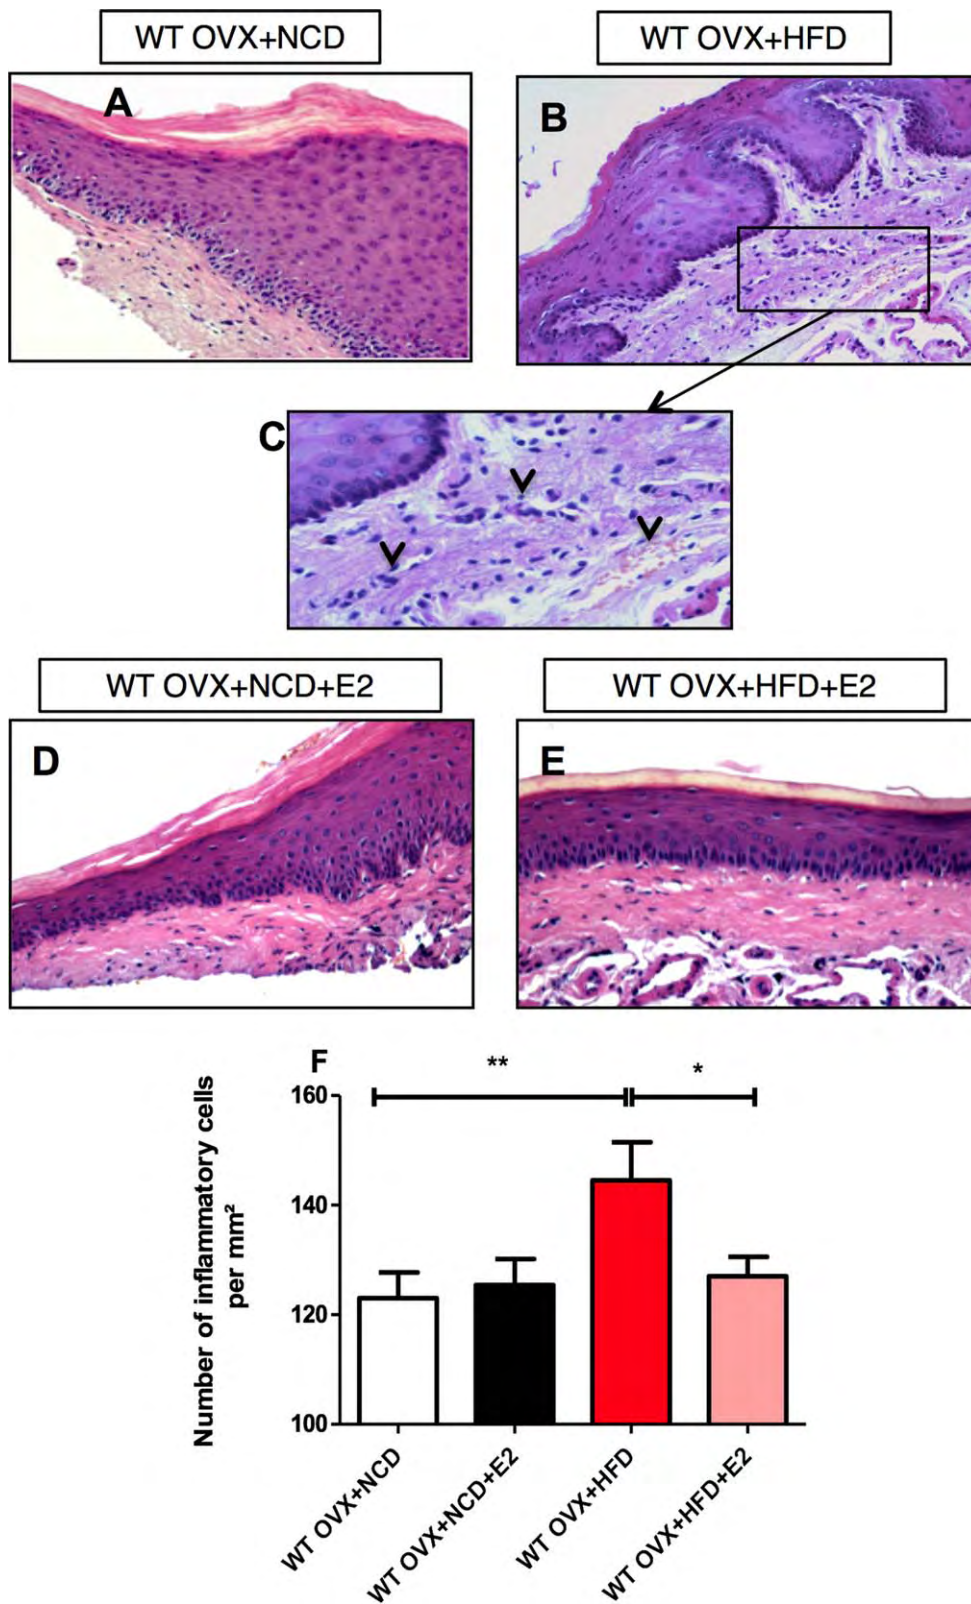 WT OVX+NCD
WT OVX+HFD
A
B
C
WT OVX+NCD+E2
WT OVX+HFD+E2
D
E
F
**
*
Number of inflammatory cells
per mm²
160
140
120
100
WT OVX+NCD
WT OVX+NCD+E2
WT OVX+HFD
WT OVX+HFD+E2